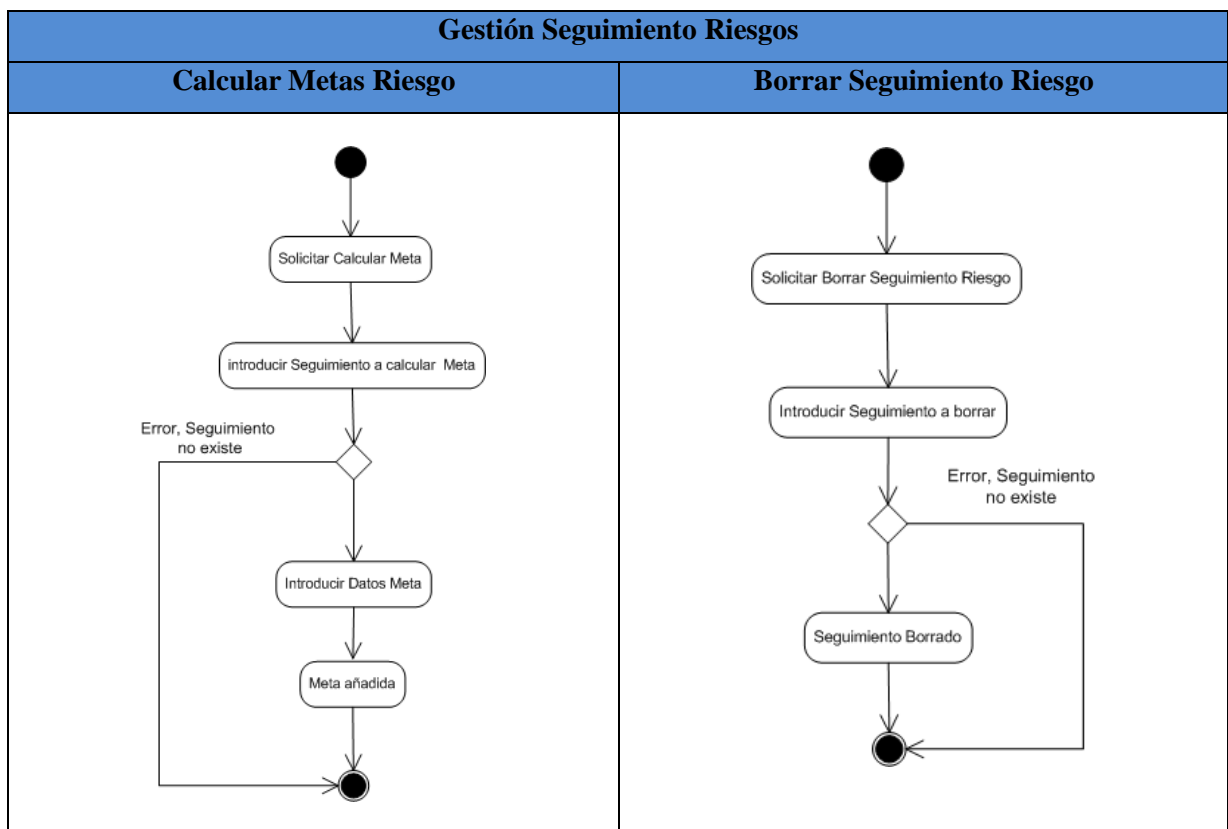 Gestión Seguimiento Riesgos
Calcular Metas Riesgo
Borrar Seguimiento Riesgo
Solicitar Calcular Meta
introducir Seguimiento a calcular Meta
Error, Seguimiento
no existe
Introducir Datos Meta
Meta añadida
Solicitar Borrar Seguimiento Riesgo
Introducir Seguimiento a borrar
Error, Seguimiento
no existe
Seguimiento Borrado